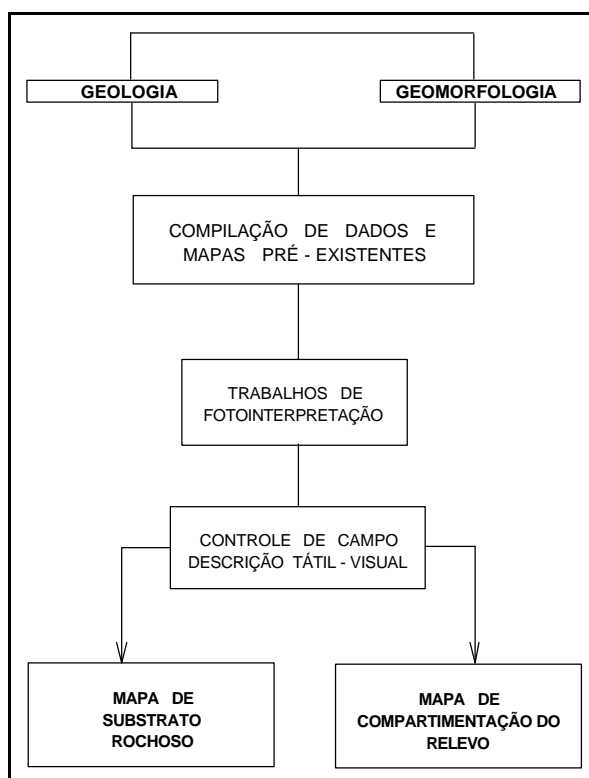 GEOLOGIA
GEOMORFOLOGIA
COMPILAÇÃO DE DADOS E
MAPAS PRÉ - EXISTENTES
TRABALHOS DE
FOTOINTERPRETAÇÃO
CONTROLE DE CAMPO
DESCRIÇÃO TÁTIL - VISUAL
MAPA DE
SUBSTRATO
ROCHOSO
MAPA DE
COMPARTIMENTAÇÃO DO
RELEVO